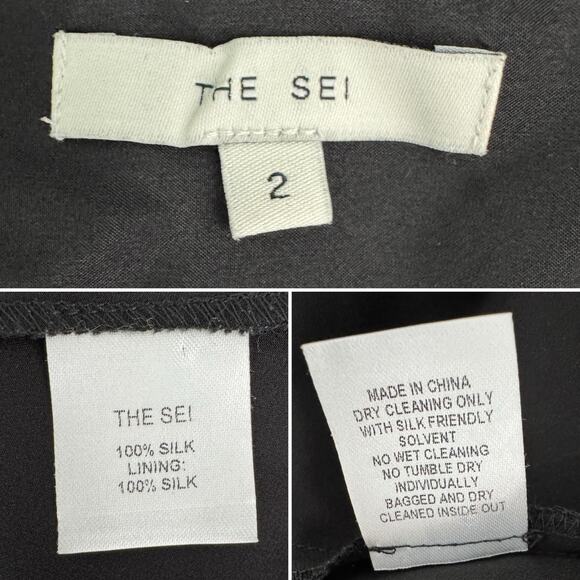 THE SEI
2
THE SEI
100% SILK
LINING:
100% SILK
MADE IN CHINA
DRY CLEANING ONLY
WITH SILK FRIENDLY
SOLVENT
NO WET CLEANING
NO TUMBLE DRY
INDIVIDUALLY
BAGGED AND DRY
CLEANED INSIDE OUT